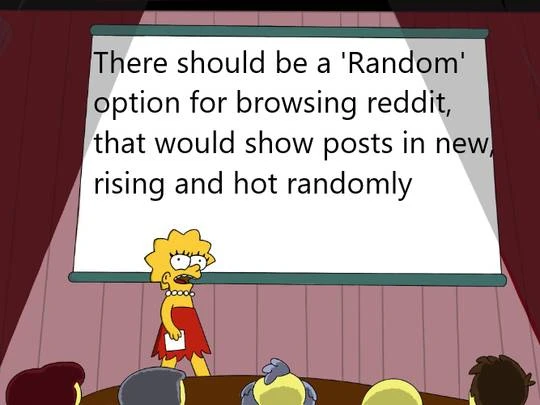 There should be a 'Random'
option for browsing reddit,
that would show posts in new,
rising and hot randomly